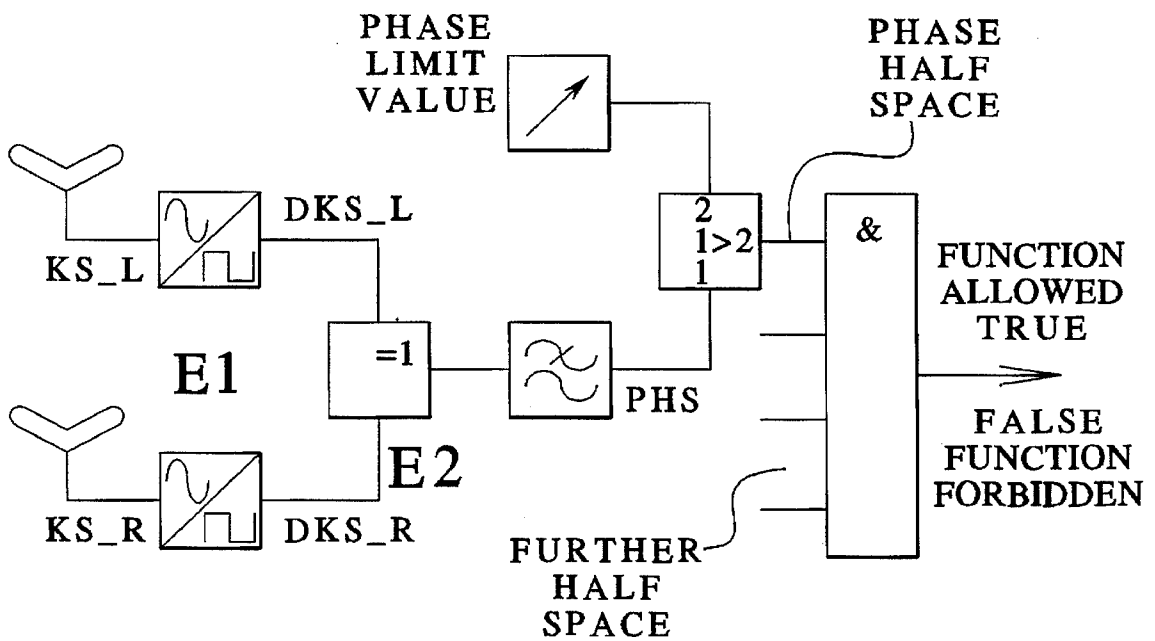 PHASE
LIMIT
VALUE
PHASE
HALF
SPACE
KS_L
DKS_L
2
1>2
1
&
FUNCTION
ALLOWED
TRUE
E1
=1
PHS
E2
KS_R
DKS_R
FALSE
FUNCTION
FORBIDDEN
FURTHER
HALF
SPACE